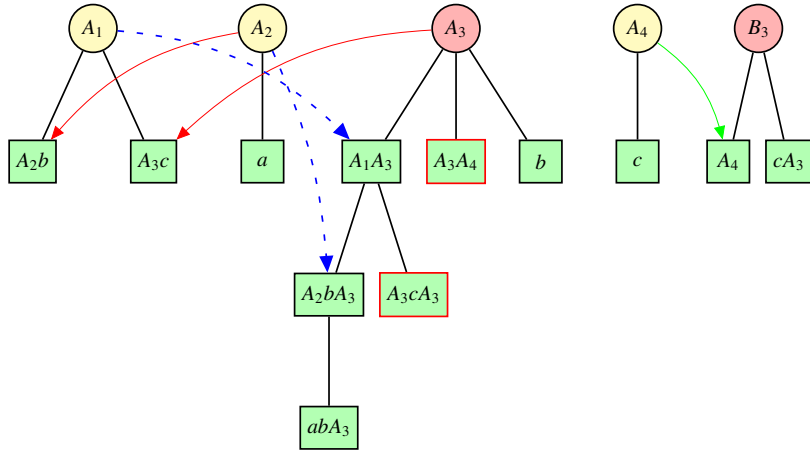 A₁ A₂ A₃ A₄ B₃
A₂b A₃c a A₁A₃ A₃A₄ b c A₄ cA₃
A₂bA₃ A₃cA₃
abA₃